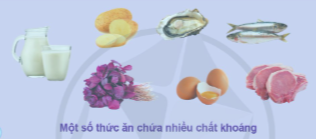 Một số thức ăn chứa nhiều chất khoáng